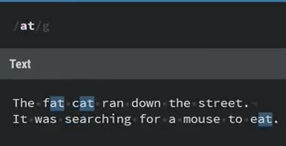 /at/g
Text
The fat cat ran down the street.
It was searching for a mouse to eat.